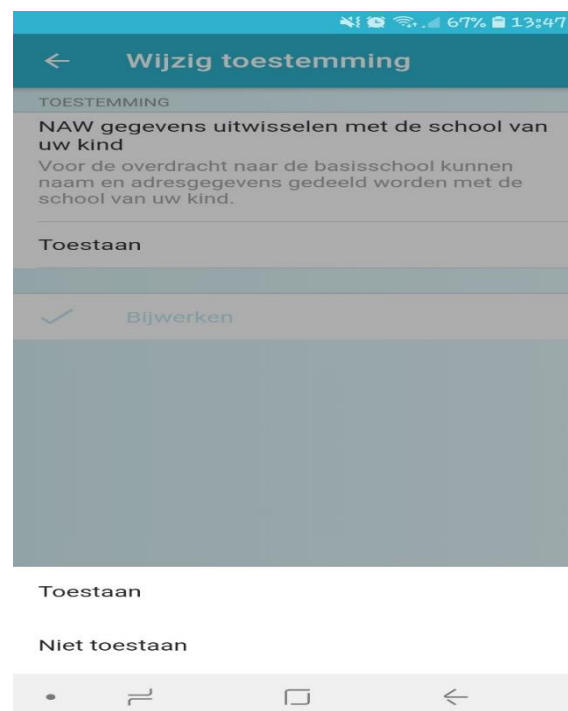 67% 13:47
Wijzig toestemming
TOESTEMMING
NAW gegevens uitwisselen met de school van
uw kind
Voor de overdracht naar de basisschool kunnen
naam en adresgegevens gedeeld worden met de
school van uw kind.
Toestaan
Bijwerken
Toestaan
Niet toestaan